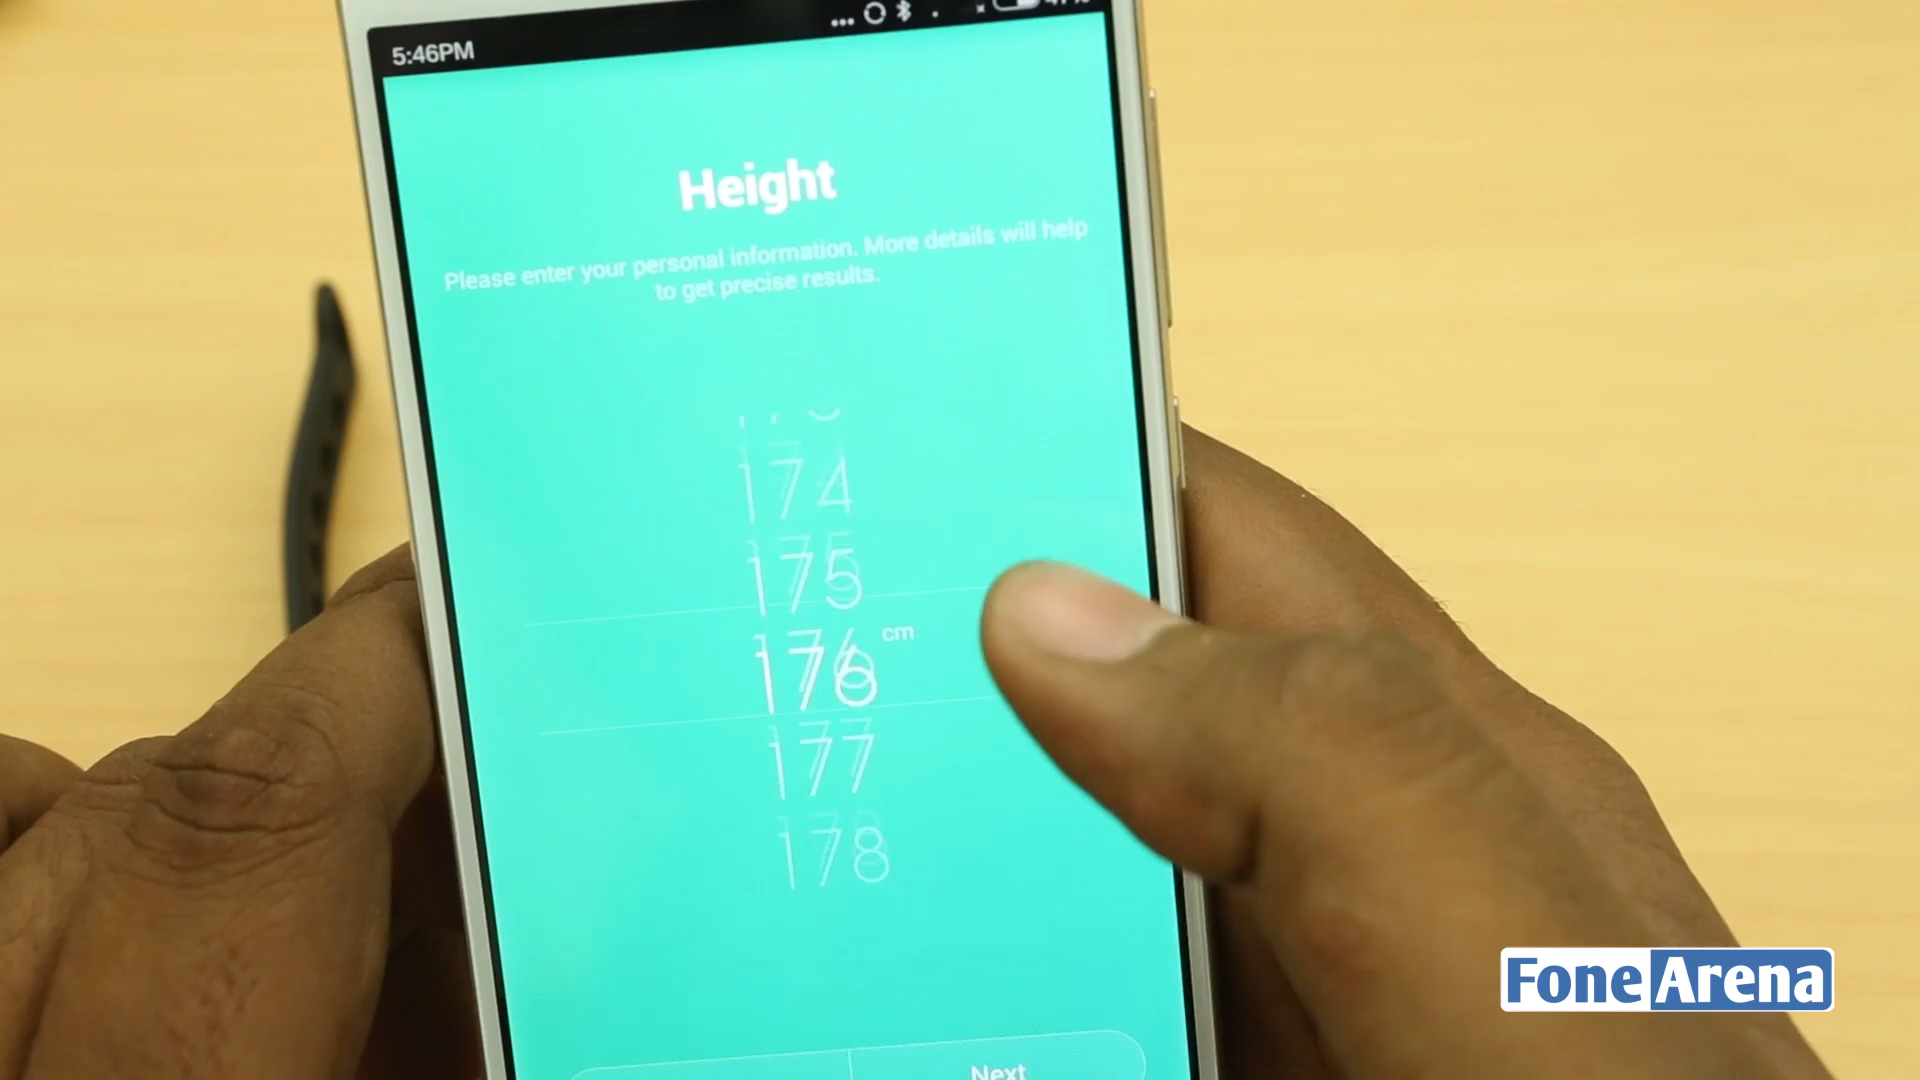 5:46PM
Height
Please enter your personal information. More details will help
to get precise results.
174
175
176 cm
177
178
Next
FoneArena